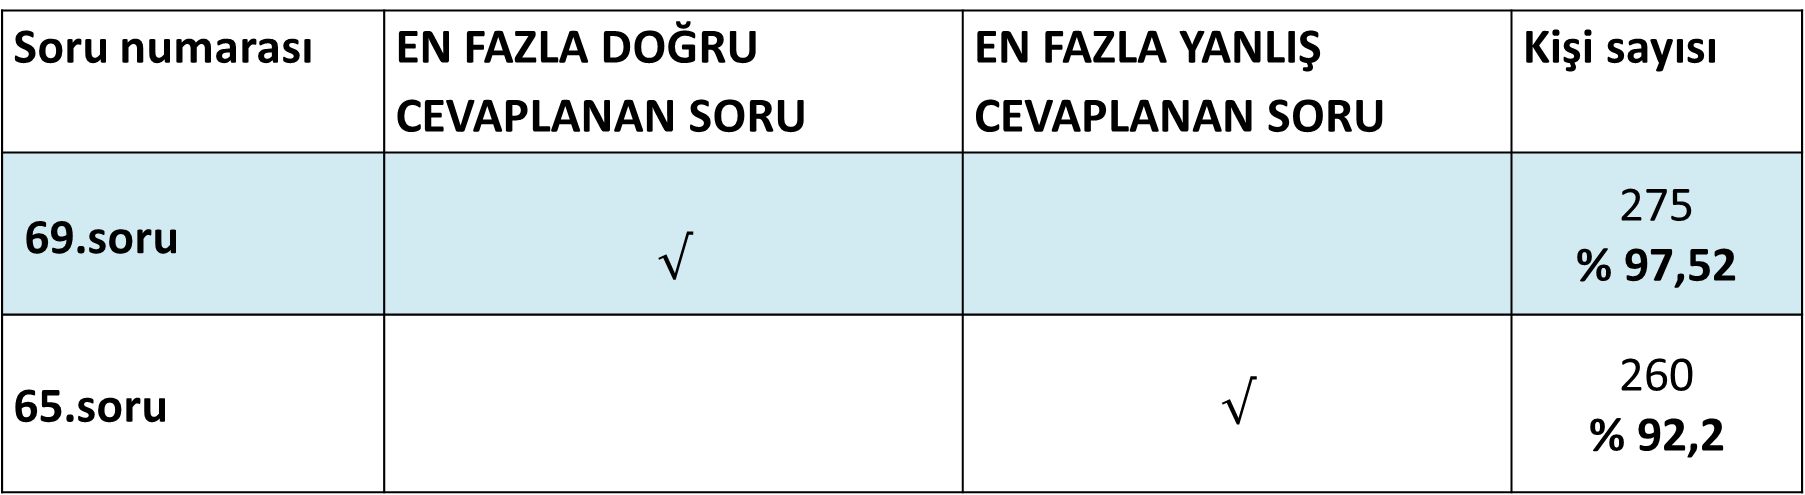 Soru numarası
EN FAZLA DOĞRU
CEVAPLANAN SORU
EN FAZLA YANLIŞ
CEVAPLANAN SORU
Kişi sayısı
69.soru
√
275
% 97,52
65.soru
√
260
% 92,2